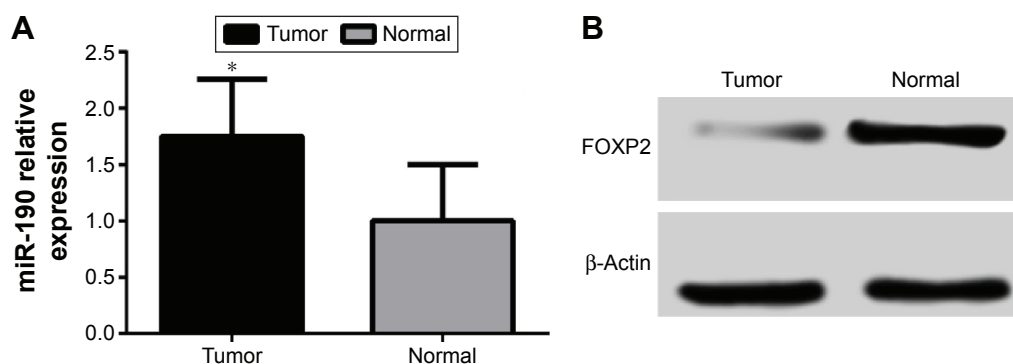 A
Tumor Normal
miR-190 relative
expression
2.5
2.0
1.5
1.0
0.5
0.0
*
Tumor Normal
B
Tumor Normal
FOXP2
β-Actin